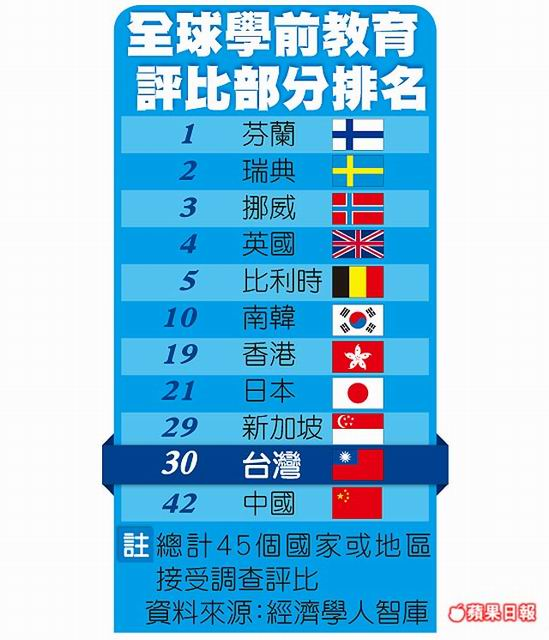 全球學前教育
評比部分排名
1 芬蘭
2 瑞典
3 挪威
4 英國
5 比利時
10 南韓
19 香港
21 日本
29 新加坡
30 台灣
42 中國
註 總計45個國家或地區
接受調查評比
資料來源：經濟學人智庫
蘋果日報